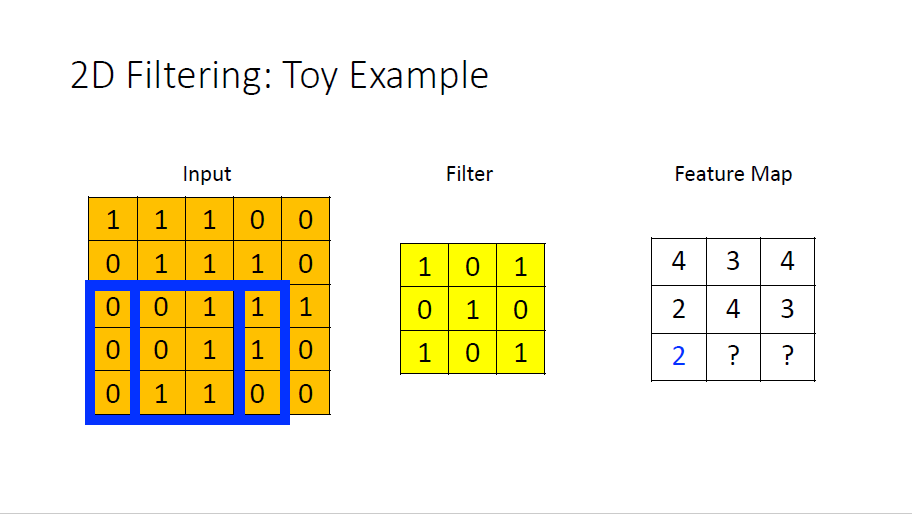 2D Filtering: Toy Example
Input
1 1 1 0 0
0 1 1 1 0
0 0 1 1 1
0 0 1 1 0
0 1 1 0 0
Filter
1 0 1
0 1 0
1 0 1
Feature Map
4 3 4
2 4 3
2 ? ?